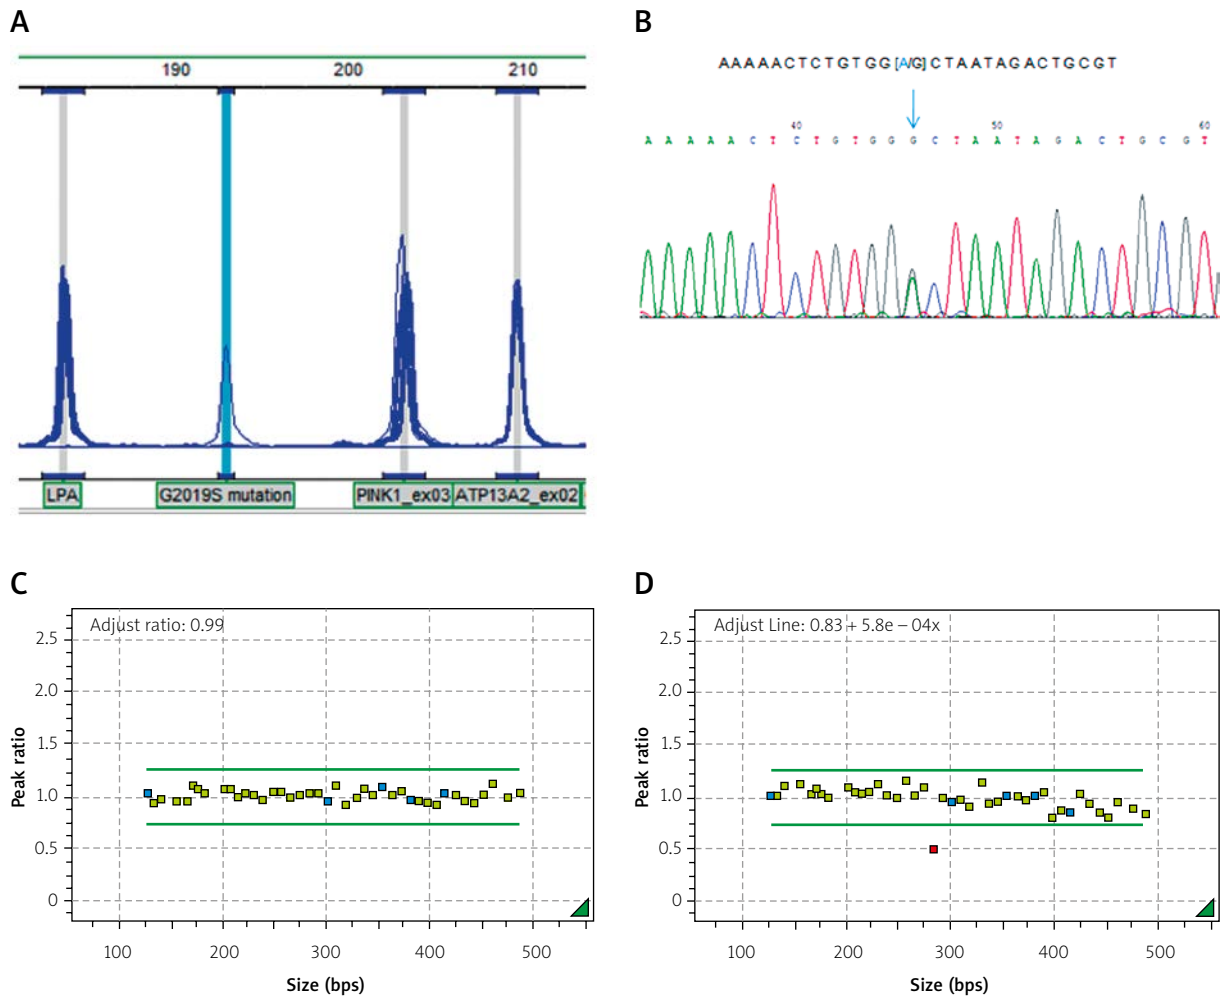 A
190 200 210
LPA G2019S mutation PINK1_ex03 ATP13A2_ex02
B
AAAAACTCTGTGG[A/G]CTAATAGACTGCGT
40 50 60
A A A A A C T C T G T G G G C T A A T A G A C T G C G T
C
Adjust ratio: 0.99
Peak ratio
2.5
2.0
1.5
1.0
0.5
0
100 200 300 400 500
Size (bps)
D
Adjust Line: 0.83 + 5.8e – 04x
Peak ratio
2.5
2.0
1.5
1.0
0.5
0
100 200 300 400 500
Size (bps)